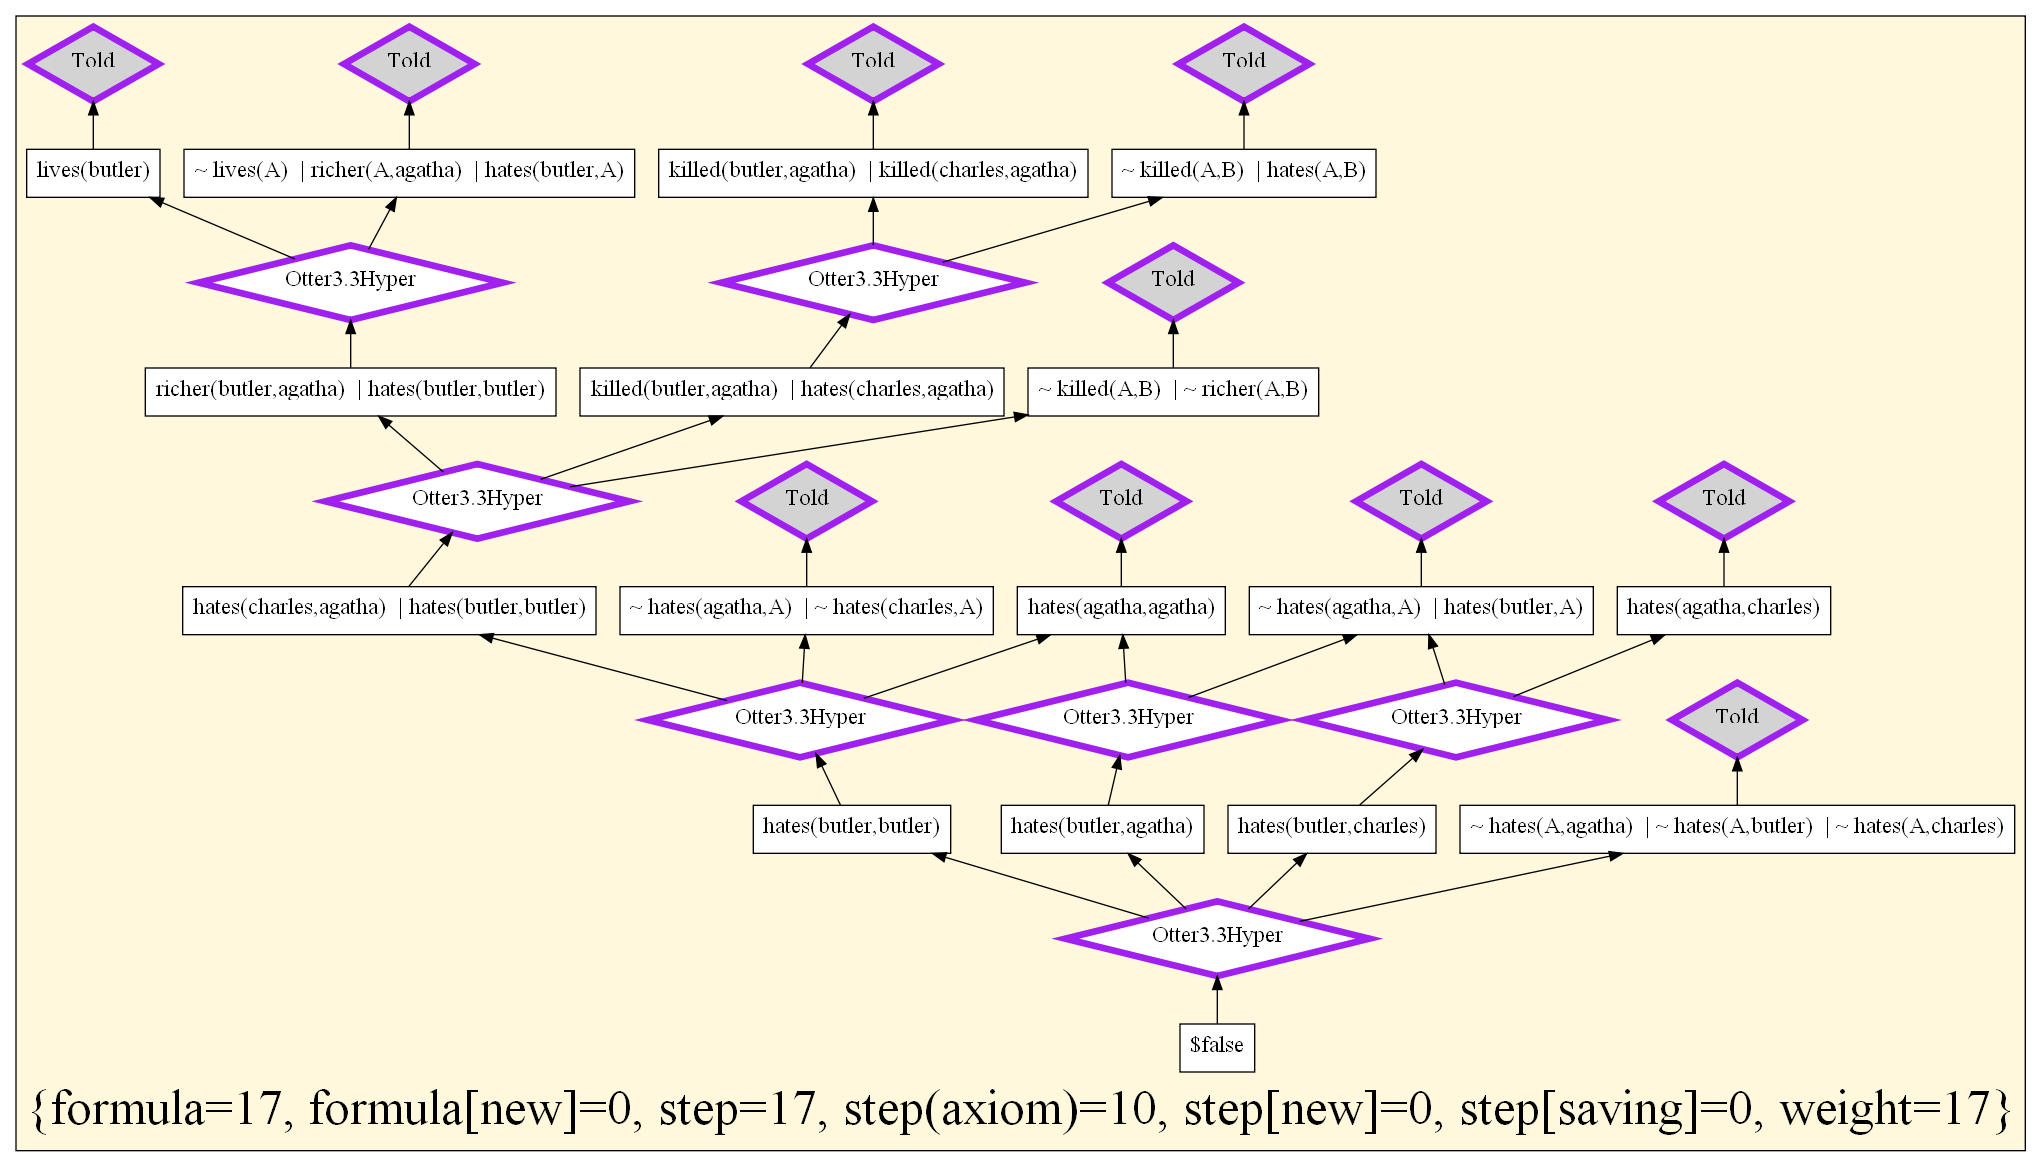 Told
Told
Told
Told
lives(butler)
~ lives(A) | richer(A,agatha) | hates(butler,A)
killed(butler,agatha) | killed(charles,agatha)
~ killed(A,B) | hates(A,B)
Otter3.3Hyper
Otter3.3Hyper
Told
richer(butler,agatha) | hates(butler,butler)
killed(butler,agatha) | hates(charles,agatha)
~ killed(A,B) | ~ richer(A,B)
Otter3.3Hyper
Told
Told
Told
Told
hates(charles,agatha) | hates(butler,butler)
~ hates(agatha,A) | ~ hates(charles,A)
hates(agatha,agatha)
~ hates(agatha,A) | hates(butler,A)
hates(agatha,charles)
Otter3.3Hyper
Otter3.3Hyper
Otter3.3Hyper
Told
hates(butler,butler)
hates(butler,agatha)
hates(butler,charles)
~ hates(A,agatha) | ~ hates(A,butler) | ~ hates(A,charles)
Otter3.3Hyper
$false
{formula=17, formula[new]=0, step=17, step(axiom)=10, step[new]=0, step[saving]=0, weight=17}